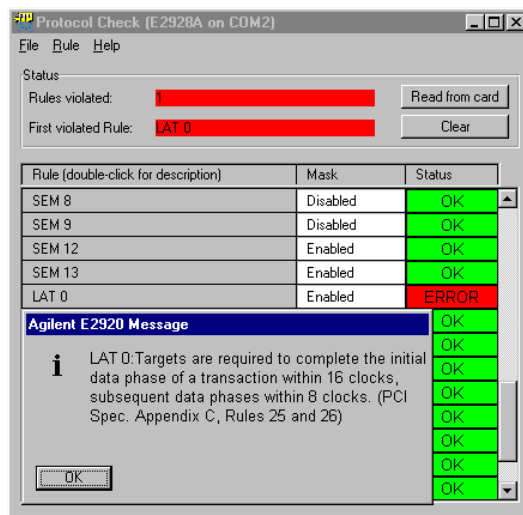 Protocol Check (E2928A on COM2)
File Rule Help
Status
Rules violated: 1 Read from card
First violated Rule: LAT 0 Clear
Rule (double-click for description) Mask Status
SEM 8 Disabled OK
SEM 9 Disabled OK
SEM 12 Enabled OK
SEM 13 Enabled OK
LAT 0 Enabled ERROR
Agilent E2920 Message OK
OK
LAT 0:Targets are required to complete the initial
data phase of a transaction within 16 clocks, OK
subsequent data phases within 8 clocks. (PCI OK
Spec. Appendix C, Rules 25 and 26) OK
OK
OK
OK OK